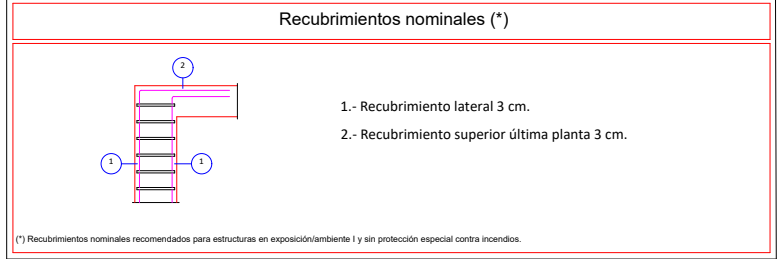 Recubrimientos nominales (*)
2
1.- Recubrimiento lateral 3 cm.
2.- Recubrimiento superior última planta 3 cm.
1
1
(*) Recubrimientos nominales recomendados para estructuras en exposición/ambiente I y sin protección especial contra incendios.